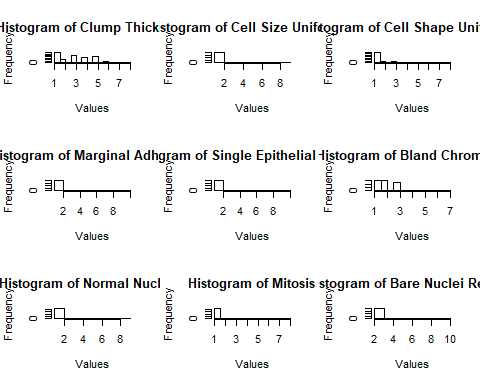 Histogram of Clump Thick
stogram of Cell Size Unifo
togram of Cell Shape Uni
Frequency
0
1 3 5 7
Values
Frequency
0
2 4 6 8
Values
Frequency
0
1 3 5 7
Values
istogram of Marginal Adh
gram of Single Epithelial
Histogram of Bland Chrom
Frequency
0
2 4 6 8
Values
Frequency
0
2 4 6 8
Values
Frequency
0
1 3 5 7
Values
Histogram of Normal Nucl
Histogram of Mitosis
stogram of Bare Nuclei Re
Frequency
0
2 4 6 8
Values
Frequency
0
1 3 5 7
Values
Frequency
0
2 4 6 8 10
Values